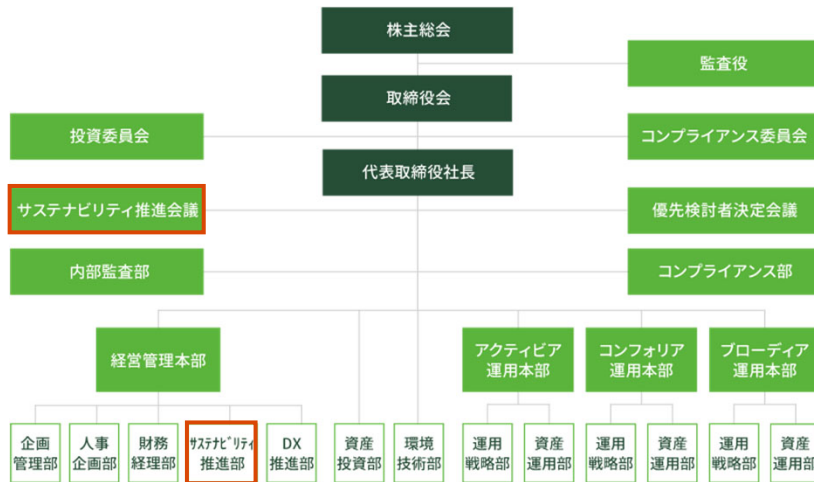 株主総会
監査役
取締役会
投資委員会
コンプライアンス委員会
代表取締役社長
サステナビリティ推進会議
優先検討者決定会議
内部監査部
コンプライアンス部
経営管理本部
アクティビア
運用本部
コンフォリア
運用本部
ブローディア
運用本部
企画
管理部
人事
企画部
財務
経理部
ｻｽﾃﾅﾋﾞﾘﾃｨ
推進部
DX
推進部
資産
投資部
環境
技術部
運用
戦略部
資産
運用部
運用
戦略部
資産
運用部
運用
戦略部
資産
運用部